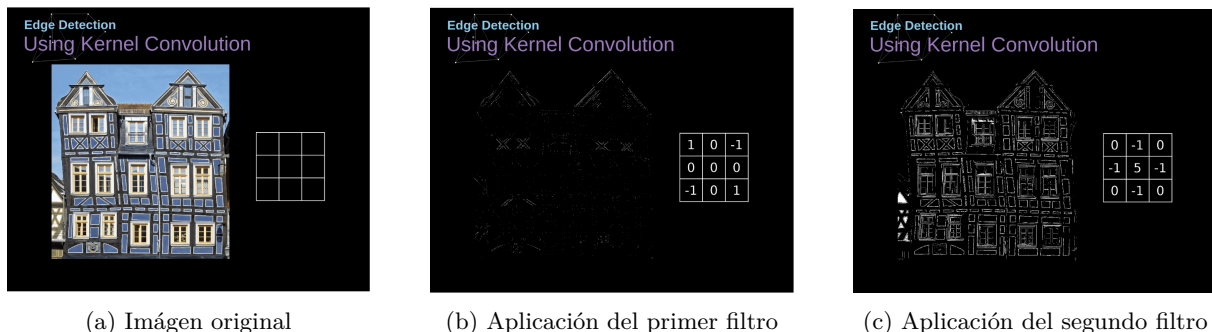 Edge Detection
Using Kernel Convolution
(a) Imágen original
Edge Detection
Using Kernel Convolution
1 0 -1
0 0 0
-1 0 1
(b) Aplicación del primer filtro
Edge Detection
Using Kernel Convolution
0 -1 0
-1 5 -1
0 -1 0
(c) Aplicación del segundo filtro